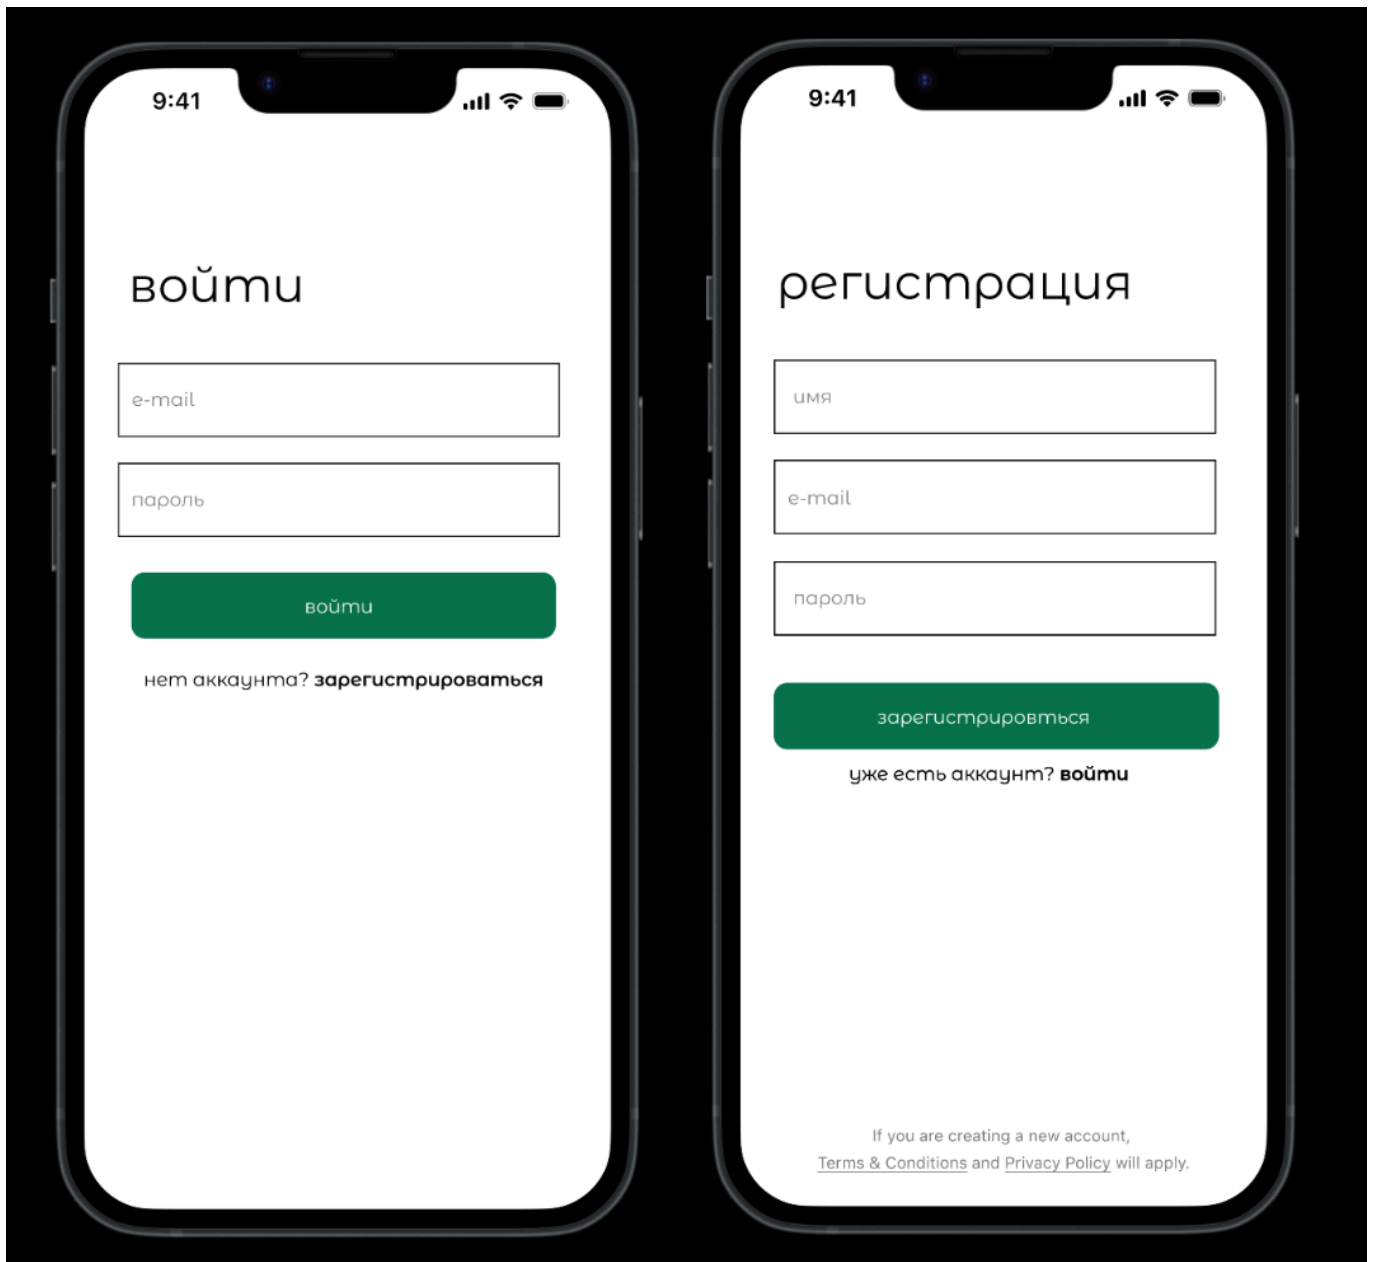 9:41
войти
e-mail
пароль
войти
нет аккаунта? зарегистрироваться
9:41
регистрация
имя
e-mail
пароль
зарегистрировться
уже есть аккаунт? войти
If you are creating a new account,
Terms & Conditions and Privacy Policy will apply.